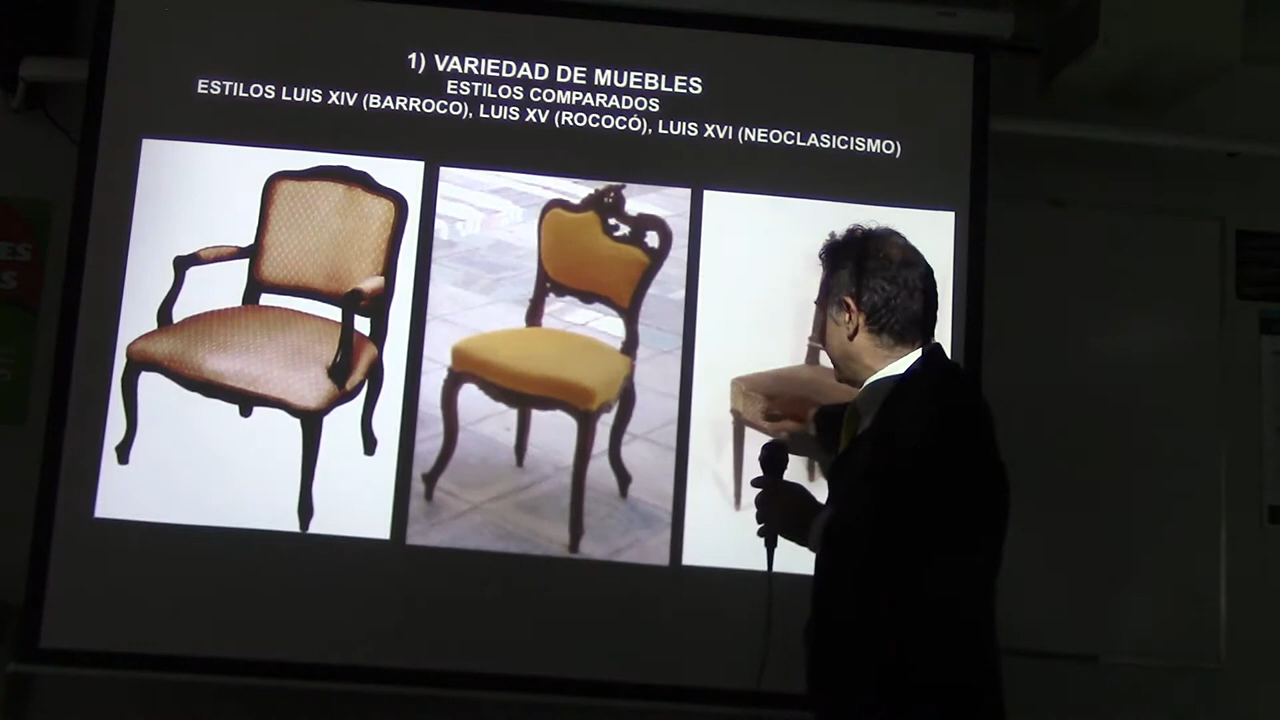 1) VARIEDAD DE MUEBLES
ESTILOS COMPARADOS
ESTILOS LUIS XIV (BARROCO), LUIS XV (ROCOCÓ), LUIS XVI (NEOCLASICISMO)